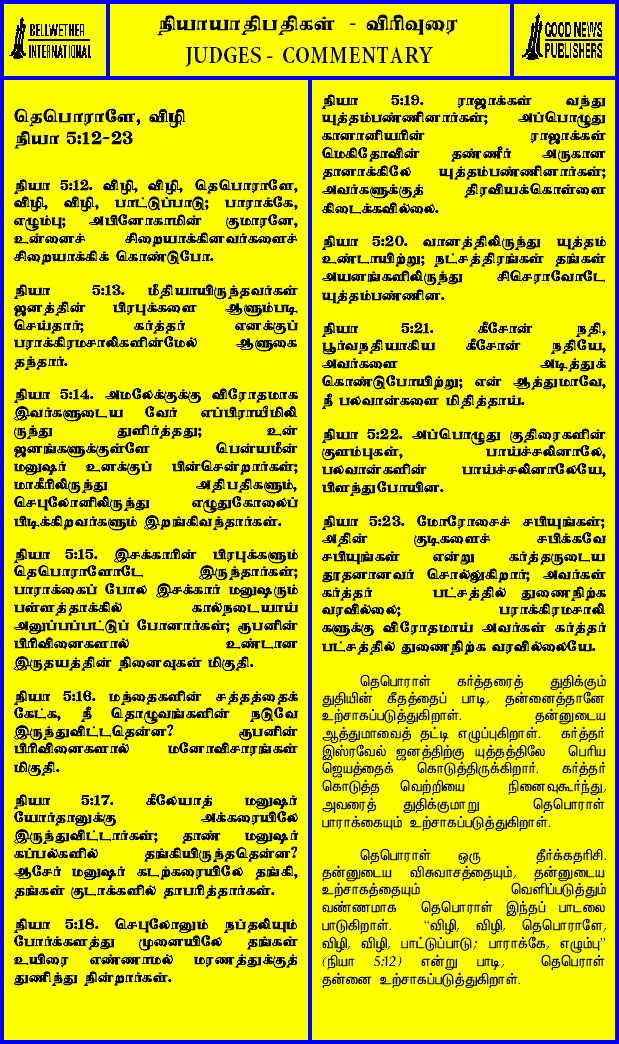 BELLWETHER
INTERNATIONAL
நியாயாதிபதிகள் - விரிவுரை
JUDGES - COMMENTARY
GOOD NEWS
PUBLISHERS
தெபொராளே, விழி
நியா 5:12-23
நியா 5:12. விழி, விழி, தெபொராளே,
விழி, விழி, பாட்டுப்பாடு; பாராக்கே,
எழும்பு; அபினோகாமின் குமாரனே,
உன்னைச் சிறையாக்கினவர்களைச்
சிறையாக்கிக் கொண்டுபோ.
நியா 5:13. மீதியாயிருந்தவர்கள்
ஜனத்தின் பிரபுக்களை ஆளும்படி
செய்தார்; கர்த்தர் எனக்குப்
பராக்கிரமசாலிகளின்மேல் ஆளுகை
தந்தார்.
நியா 5:14. அமலேக்குக்கு விரோதமாக
இவர்களுடைய வேர் எப்பிராயீமிலி
ருந்து துளிர்த்தது; உன்
ஜனங்களுக்குள்ளே பென்யமீன்
மனுஷர் உனக்குப் பின்சென்றார்கள்;
மாகீரிலிருந்து அதிபதிகளும்,
செபுலோனிலிருந்து எழுதுகோலைப்
பிடிக்கிறவர்களும் இறங்கிவந்தார்கள்.
நியா 5:15. இசக்காரின் பிரபுக்களும்
தெபொராளோடே இருந்தார்கள்;
பாராக்கைப் போல இசக்கார் மனுஷரும்
பள்ளத்தாக்கில் கால்நடையாய்
அனுப்பப்பட்டுப் போனார்கள்; ரூபனின்
பிரிவினைகளால் உண்டான
இருதயத்தின் நினைவுகள் மிகுதி.
நியா 5:16. மந்தைகளின் சத்தத்தைக்
கேட்க, நீ தொழுவங்களின் நடுவே
இருந்துவிட்டதென்ன? ரூபனின்
பிரிவினைகளால் மனோவிசாரங்கள்
மிகுதி.
நியா 5:17. கீலேயாத் மனுஷர்
யோர்தானுக்கு அக்கரையிலே
இருந்துவிட்டார்கள்; தாண் மனுஷர்
கப்பல்களில் தங்கியிருந்ததென்ன?
ஆசேர் மனுஷர் கடற்கரையிலே தங்கி,
தங்கள் குடாக்களில் தாபரித்தார்கள்.
நியா 5:18. செபுலோனும் நப்தலியும்
போர்க்களத்து முனையிலே தங்கள்
உயிரை எண்ணாமல் மரணத்துக்குத்
துணிந்து நின்றார்கள்.
நியா 5:19. ராஜாக்கள் வந்து
யுத்தம்பண்ணினார்கள்; அப்பொழுது
கானானியரின் ராஜாக்கள்
மெகிதோவின் தண்ணீர் அருகான
தானாக்கிலே யுத்தம்பண்ணினார்கள்;
அவர்களுக்குத் திரவியக்கொள்ளை
கிடைக்கவில்லை.
நியா 5:20. வானத்திலிருந்து யுத்தம்
உண்டாயிற்று; நட்சத்திரங்கள் தங்கள்
அயனங்களிலிருந்து சிசெராவோடே
யுத்தம்பண்ணின.
நியா 5:21. கீசோன் நதி,
பூர்வநதியாகிய கீசோன் நதியே,
அவர்களை அடித்துக்
கொண்டுபோயிற்று; என் ஆத்துமாவே,
நீ பலவான்களை மிதித்தாய்.
நியா 5:22. அப்பொழுது குதிரைகளின்
குளம்புகள், பாய்ச்சலினாலே,
பலவான்களின் பாய்ச்சலினாலேயே,
பிளந்துபோயின.
நியா 5:23. மேரோசைச் சபியுங்கள்;
அதின் குடிகளைச் சபிக்கவே
சபியுங்கள் என்று கர்த்தருடைய
தூதனானவர் சொல்லுகிறார்; அவர்கள்
கர்த்தர் பட்சத்தில் துணைநிற்க
வரவில்லை; பராக்கிரமசாலி
களுக்கு விரோதமாய் அவர்கள் கர்த்தர்
பட்சத்தில் துணைநிற்க வரவில்லையே.
தெபொராள் கர்த்தரைத் துதிக்கும்
துதியின் கீதத்தைப் பாடி, தன்னைத்தானே
உற்சாகப்படுத்துகிறாள். தன்னுடைய
ஆத்துமாவைத் தட்டி எழுப்புகிறாள். கர்த்தர்
இஸ்ரவேல் ஜனத்திற்கு யுத்தத்திலே பெரிய
ஜெயத்தைக் கொடுத்திருக்கிறார். கர்த்தர்
கொடுத்த வெற்றியை நினைவுகூர்ந்து,
அவரைத் துதிக்குமாறு தெபொராள்
பாராக்கையும் உற்சாகப்படுத்துகிறாள்.
தெபொராள் ஒரு தீர்க்கதரிசி.
தன்னுடைய விசுவாசத்தையும், தன்னுடைய
உற்சாகத்தையும் வெளிப்படுத்தும்
வண்ணமாக தெபொராள் இந்தப் பாடலை
பாடுகிறாள். “விழி, விழி, தெபொராளே,
விழி, விழி, பாட்டுப்பாடு; பாராக்கே, எழும்பு”
(நியா 5:12) என்று பாடி, தெபெராள்
தன்னை உற்சாகப்படுத்துகிறாள்.